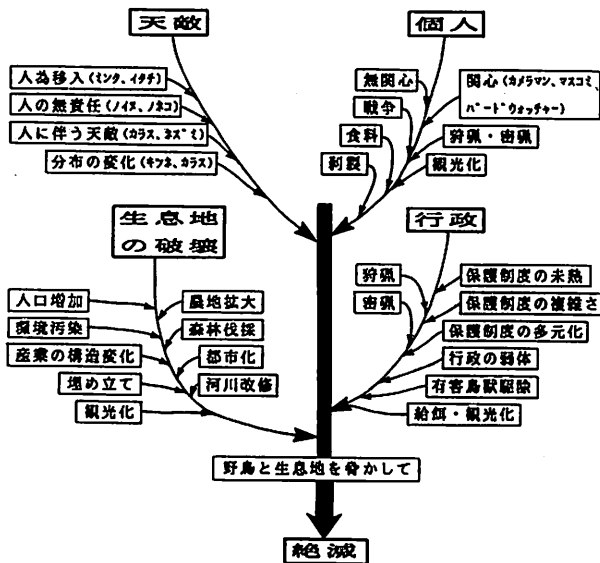 天敵
人為移入(ミンク、イタチ)
人の無責任(ノイヌ、ノネコ)
人に伴う天敵(カラス、ネズミ)
分布の変化(キツネ、カラス)
個人
無関心
戦争
食料
剥製
関心(カメラマン、マスコミ、
バードウォッチャー)
狩猟・密猟
観光化
生息地
の破壊
人口増加
環境汚染
産業の構造変化
埋め立て
観光化
農地拡大
森林伐採
都市化
河川改修
行政
狩猟
密猟
保護制度の未熟
保護制度の複雑さ
保護制度の多元化
行政の弱体
有害鳥獣駆除
給餌・観光化
野鳥と生息地を脅かして
絶滅